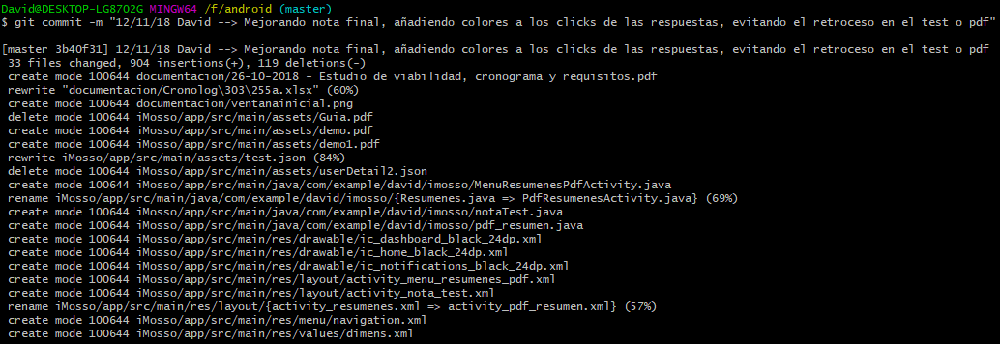 David@DESKTOP-LG87O2G MINGW64 /f/android (master)
$ git commit -m "12/11/18 David --> Mejorando nota final, añadiendo colores a los clicks de las respuestas, evitando el retroceso en el test o pdf"
[master 3b40f31] 12/11/18 David --> Mejorando nota final, añadiendo colores a los clicks de las respuestas, evitando el retroceso en el test o pdf
33 files changed, 904 insertions(+), 119 deletions(-)
create mode 100644 documentacion/26-10-2018 - Estudio de viabilidad, cronograma y requisitos.pdf
rewrite "documentacion/Cronolog\303\255a.xlsx" (60%)
create mode 100644 documentacion/ventanainicial.png
delete mode 100644 iMosso/app/src/main/assets/Guia.pdf
create mode 100644 iMosso/app/src/main/assets/demo.pdf
create mode 100644 iMosso/app/src/main/assets/demo1.pdf
rewrite iMosso/app/src/main/assets/test.json (84%)
delete mode 100644 iMosso/app/src/main/assets/userDetail2.json
create mode 100644 iMosso/app/src/main/java/com/example/david/imosso/MenuResumenesPdfActivity.java
rename iMosso/app/src/main/java/com/example/david/imosso/{Resumenes.java => PdfResumenesActivity.java} (69%)
create mode 100644 iMosso/app/src/main/java/com/example/david/imosso/notaTest.java
create mode 100644 iMosso/app/src/main/java/com/example/david/imosso/pdf_resumen.java
create mode 100644 iMosso/app/src/main/res/drawable/ic_dashboard_black_24dp.xml
create mode 100644 iMosso/app/src/main/res/drawable/ic_home_black_24dp.xml
create mode 100644 iMosso/app/src/main/res/drawable/ic_notifications_black_24dp.xml
create mode 100644 iMosso/app/src/main/res/layout/activity_menu_resumenes_pdf.xml
create mode 100644 iMosso/app/src/main/res/layout/activity_nota_test.xml
rename iMosso/app/src/main/res/layout/{activity_resumenes.xml => activity_pdf_resumen.xml} (57%)
create mode 100644 iMosso/app/src/main/res/menu/navigation.xml
create mode 100644 iMosso/app/src/main/res/values/dimens.xml